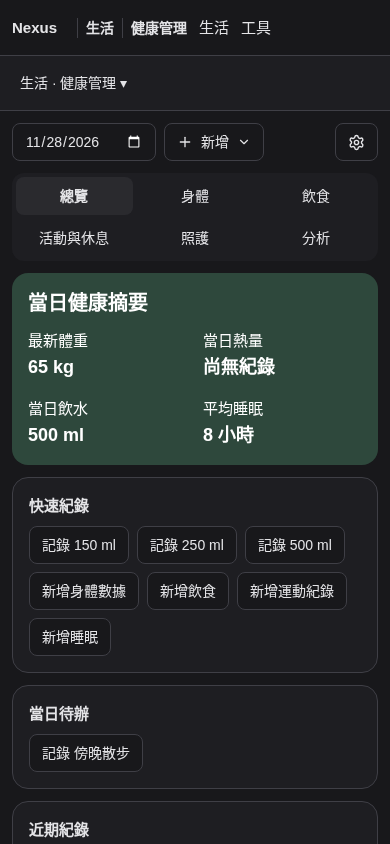 Nexus 生活 健康管理 生活 工具
生活 · 健康管理 ▾
11/28/2026 新增
總覽 身體 飲食
活動與休息 照護 分析
當日健康摘要
最新體重 當日熱量
65 kg 尚無紀錄
當日飲水 平均睡眠
500 ml 8 小時
快速紀錄
記錄 150 ml 記錄 250 ml 記錄 500 ml
新增身體數據 新增飲食 新增運動紀錄
新增睡眠
當日待辦
記錄 傍晚散步
近期紀錄